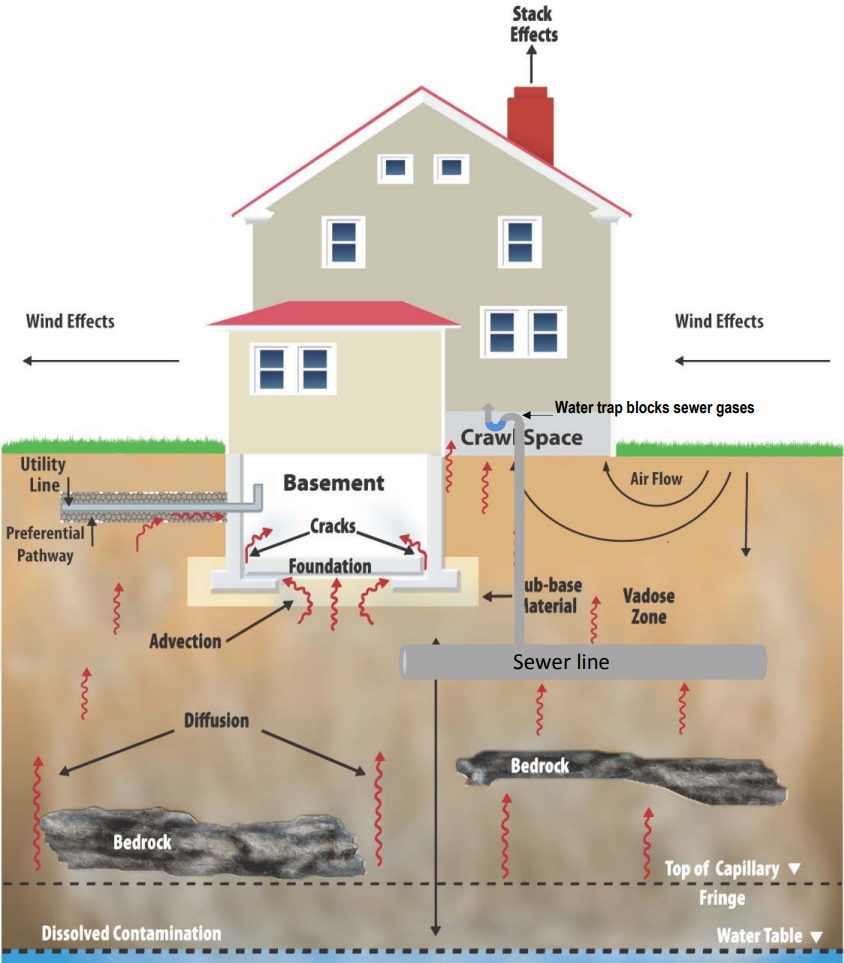 Stack
Effects
Wind Effects
Wind Effects
Water trap blocks sewer gases
Crawl Space
Utility
Line
Basement
Air Flow
Preferential
Pathway
Cracks
Foundation
ub-base
Material
Vadose
Zone
Advection
Sewer line
Diffusion
Bedrock
Bedrock
Top of Capillary
Fringe
Dissolved Contamination
Water Table